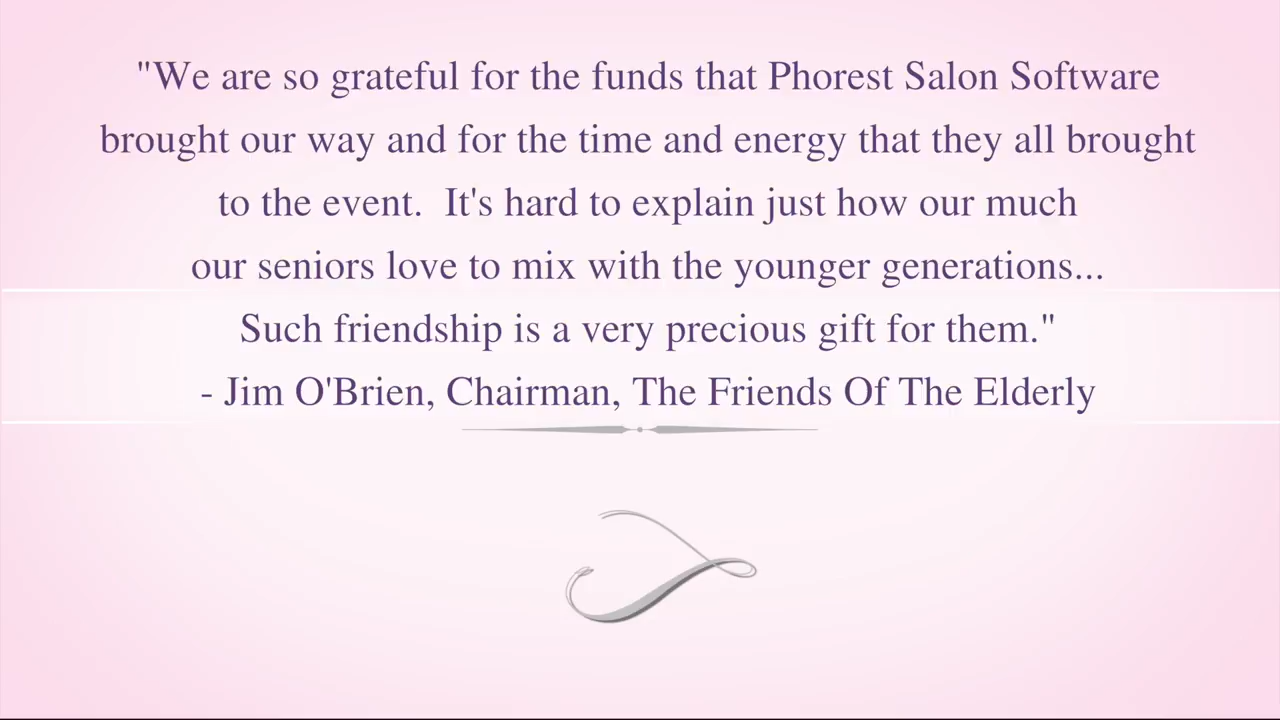 "We are so grateful for the funds that Phorest Salon Software
brought our way and for the time and energy that they all brought
to the event.  It's hard to explain just how our much
our seniors love to mix with the younger generations...
Such friendship is a very precious gift for them."
- Jim O'Brien, Chairman, The Friends Of The Elderly